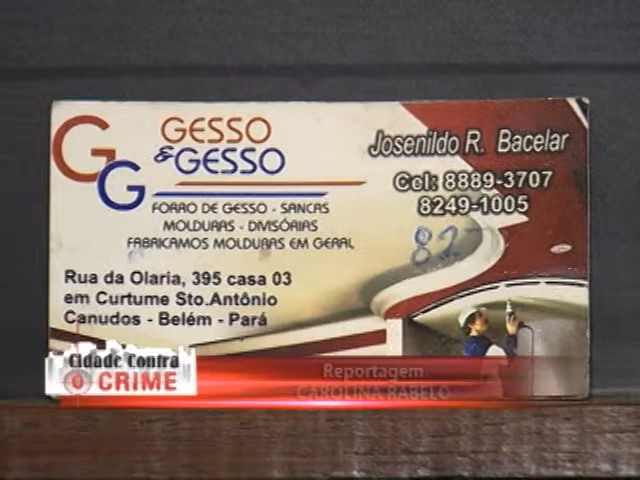 GESSO
& GESSO
GG
FORRO DE GESSO - SANCAS
MOLDURAS - DIVISÓRIAS
FABRICAMOS MOLDURAS EM GERAL
Josenildo R. Bacelar
Cel: 8889-3707
8249-1005
82
Rua da Olaria, 395 casa 03
em Curtume Sto.Antônio
Canudos - Belém - Pará
Cidade Contra
O CRIME
Reportagem
CAROLINA RABELO